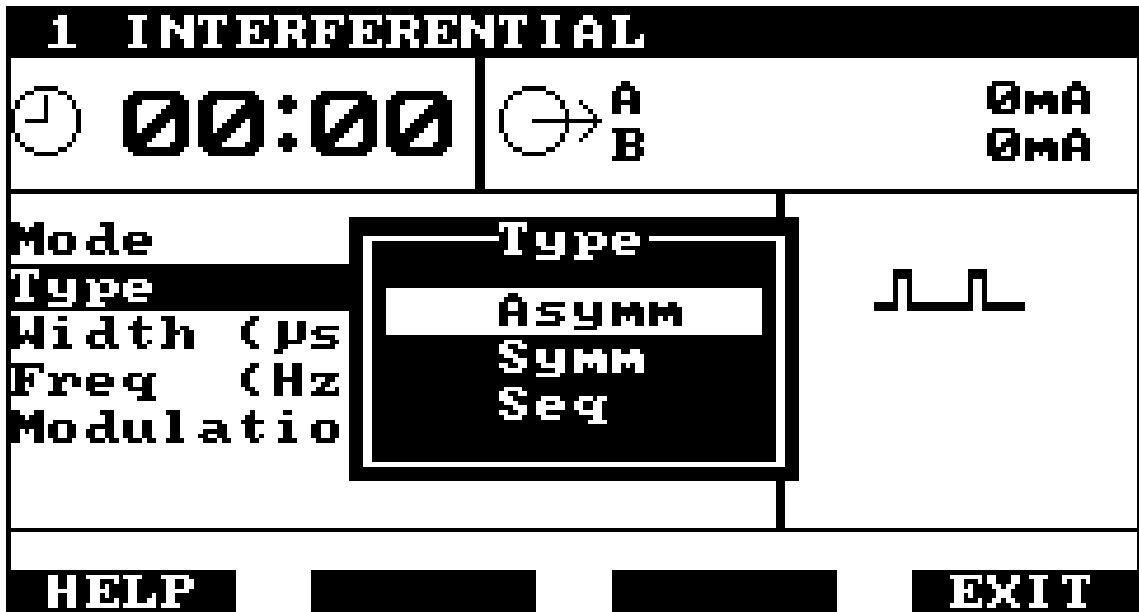 1 INTERFERENTIAL
00:00
A 0mA
B 0mA
Mode
Type
Width (µs
Freq (Hz
Modulatio
Type
Asymm
Symm
Seq
HELP EXIT